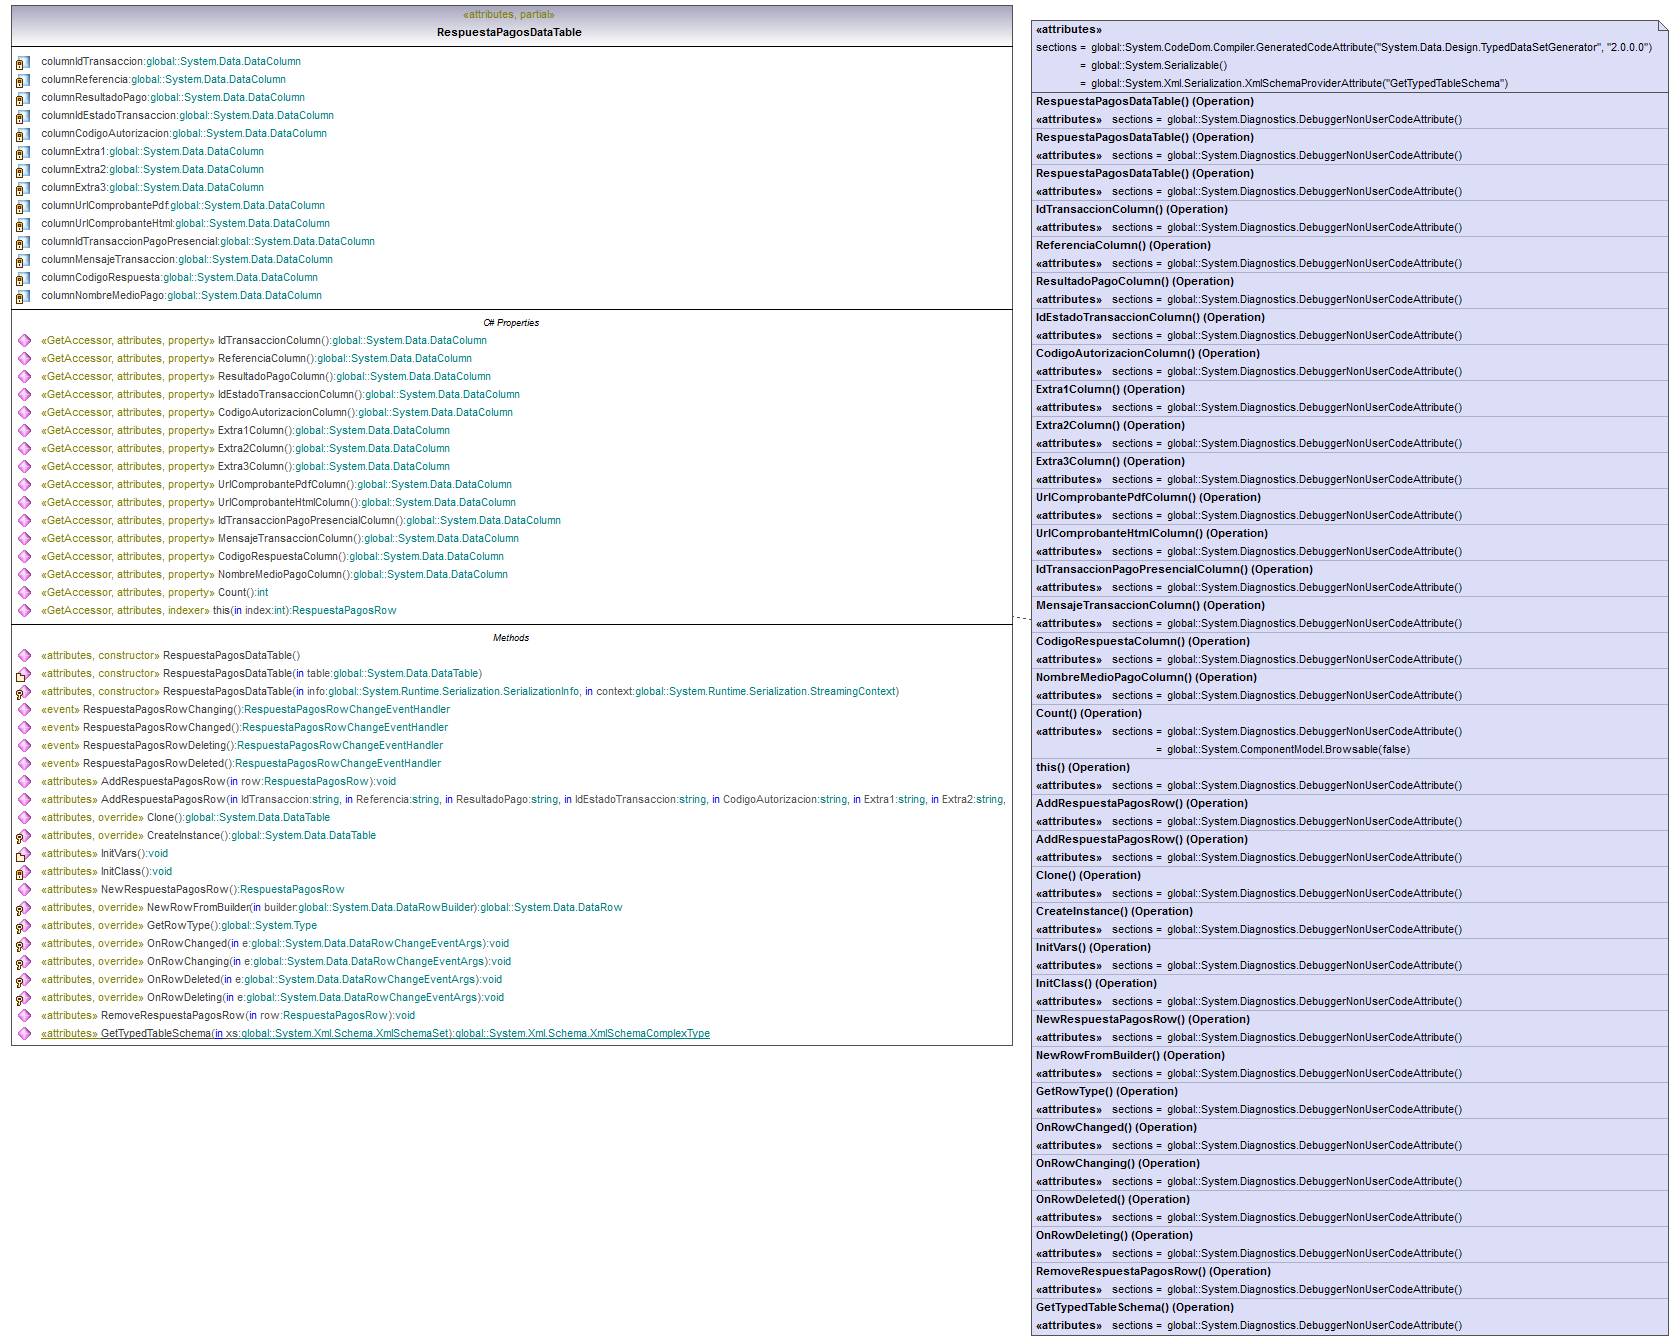 «attributes, partial»
RespuestaPagosDataTable
columnIdTransaccion:global::System.Data.DataColumn
columnReferencia:global::System.Data.DataColumn
columnResultadoPago:global::System.Data.DataColumn
columnIdEstadoTransaccion:global::System.Data.DataColumn
columnCodigoAutorizacion:global::System.Data.DataColumn
columnExtra1:global::System.Data.DataColumn
columnExtra2:global::System.Data.DataColumn
columnExtra3:global::System.Data.DataColumn
columnUrlComprobantePdf:global::System.Data.DataColumn
columnUrlComprobanteHtml:global::System.Data.DataColumn
columnIdTransaccionPagoPresencial:global::System.Data.DataColumn
columnMensajeTransaccion:global::System.Data.DataColumn
columnCodigoRespuesta:global::System.Data.DataColumn
columnNombreMedioPago:global::System.Data.DataColumn
C# Properties
«GetAccessor, attributes, property» IdTransaccionColumn():global::System.Data.DataColumn
«GetAccessor, attributes, property» ReferenciaColumn():global::System.Data.DataColumn
«GetAccessor, attributes, property» ResultadoPagoColumn():global::System.Data.DataColumn
«GetAccessor, attributes, property» IdEstadoTransaccionColumn():global::System.Data.DataColumn
«GetAccessor, attributes, property» CodigoAutorizacionColumn():global::System.Data.DataColumn
«GetAccessor, attributes, property» Extra1Column():global::System.Data.DataColumn
«GetAccessor, attributes, property» Extra2Column():global::System.Data.DataColumn
«GetAccessor, attributes, property» Extra3Column():global::System.Data.DataColumn
«GetAccessor, attributes, property» UrlComprobantePdfColumn():global::System.Data.DataColumn
«GetAccessor, attributes, property» UrlComprobanteHtmlColumn():global::System.Data.DataColumn
«GetAccessor, attributes, property» IdTransaccionPagoPresencialColumn():global::System.Data.DataColumn
«GetAccessor, attributes, property» MensajeTransaccionColumn():global::System.Data.DataColumn
«GetAccessor, attributes, property» CodigoRespuestaColumn():global::System.Data.DataColumn
«GetAccessor, attributes, property» NombreMedioPagoColumn():global::System.Data.DataColumn
«GetAccessor, attributes, property» Count():int
«GetAccessor, attributes, indexer» this(in index:int):RespuestaPagosRow
Methods
«attributes, constructor» RespuestaPagosDataTable()
«attributes, constructor» RespuestaPagosDataTable(in table:global::System.Data.DataTable)
«attributes, constructor» RespuestaPagosDataTable(in info:global::System.Runtime.Serialization.SerializationInfo, in context:global::System.Runtime.Serialization.StreamingContext)
«event» RespuestaPagosRowChanging():RespuestaPagosRowChangeEventHandler
«event» RespuestaPagosRowChanged():RespuestaPagosRowChangeEventHandler
«event» RespuestaPagosRowDeleting():RespuestaPagosRowChangeEventHandler
«event» RespuestaPagosRowDeleted():RespuestaPagosRowChangeEventHandler
«attributes» AddRespuestaPagosRow(in row:RespuestaPagosRow):void
«attributes» AddRespuestaPagosRow(in IdTransaccion:string, in Referencia:string, in ResultadoPago:string, in IdEstadoTransaccion:string, in CodigoAutorizacion:string, in Extra1:string, in Extra2:string,
«attributes, override» Clone():global::System.Data.DataTable
«attributes, override» CreateInstance():global::System.Data.DataTable
«attributes» InitVars():void
«attributes» InitClass():void
«attributes» NewRespuestaPagosRow():RespuestaPagosRow
«attributes, override» NewRowFromBuilder(in builder:global::System.Data.DataRowBuilder):global::System.Data.DataRow
«attributes, override» GetRowType():global::System.Type
«attributes, override» OnRowChanged(in e:global::System.Data.DataRowChangeEventArgs):void
«attributes, override» OnRowChanging(in e:global::System.Data.DataRowChangeEventArgs):void
«attributes, override» OnRowDeleted(in e:global::System.Data.DataRowChangeEventArgs):void
«attributes, override» OnRowDeleting(in e:global::System.Data.DataRowChangeEventArgs):void
«attributes» RemoveRespuestaPagosRow(in row:RespuestaPagosRow):void
«attributes» GetTypedTableSchema(in xs:global::System.Xml.Schema.XmlSchemaSet):global::System.Xml.Schema.XmlSchemaComplexType
«attributes»
sections = global::System.CodeDom.Compiler.GeneratedCodeAttribute("System.Data.Design.TypedDataSetGenerator", "2.0.0.0")
= global::System.Serializable()
= global::System.Xml.Serialization.XmlSchemaProviderAttribute("GetTypedTableSchema")
RespuestaPagosDataTable() (Operation)
«attributes» sections = global::System.Diagnostics.DebuggerNonUserCodeAttribute()
RespuestaPagosDataTable() (Operation)
«attributes» sections = global::System.Diagnostics.DebuggerNonUserCodeAttribute()
RespuestaPagosDataTable() (Operation)
«attributes» sections = global::System.Diagnostics.DebuggerNonUserCodeAttribute()
IdTransaccionColumn() (Operation)
«attributes» sections = global::System.Diagnostics.DebuggerNonUserCodeAttribute()
ReferenciaColumn() (Operation)
«attributes» sections = global::System.Diagnostics.DebuggerNonUserCodeAttribute()
ResultadoPagoColumn() (Operation)
«attributes» sections = global::System.Diagnostics.DebuggerNonUserCodeAttribute()
IdEstadoTransaccionColumn() (Operation)
«attributes» sections = global::System.Diagnostics.DebuggerNonUserCodeAttribute()
CodigoAutorizacionColumn() (Operation)
«attributes» sections = global::System.Diagnostics.DebuggerNonUserCodeAttribute()
Extra1Column() (Operation)
«attributes» sections = global::System.Diagnostics.DebuggerNonUserCodeAttribute()
Extra2Column() (Operation)
«attributes» sections = global::System.Diagnostics.DebuggerNonUserCodeAttribute()
Extra3Column() (Operation)
«attributes» sections = global::System.Diagnostics.DebuggerNonUserCodeAttribute()
UrlComprobantePdfColumn() (Operation)
«attributes» sections = global::System.Diagnostics.DebuggerNonUserCodeAttribute()
UrlComprobanteHtmlColumn() (Operation)
«attributes» sections = global::System.Diagnostics.DebuggerNonUserCodeAttribute()
IdTransaccionPagoPresencialColumn() (Operation)
«attributes» sections = global::System.Diagnostics.DebuggerNonUserCodeAttribute()
MensajeTransaccionColumn() (Operation)
«attributes» sections = global::System.Diagnostics.DebuggerNonUserCodeAttribute()
CodigoRespuestaColumn() (Operation)
«attributes» sections = global::System.Diagnostics.DebuggerNonUserCodeAttribute()
NombreMedioPagoColumn() (Operation)
«attributes» sections = global::System.Diagnostics.DebuggerNonUserCodeAttribute()
Count() (Operation)
«attributes» sections = global::System.Diagnostics.DebuggerNonUserCodeAttribute()
= global::System.ComponentModel.Browsable(false)
this() (Operation)
«attributes» sections = global::System.Diagnostics.DebuggerNonUserCodeAttribute()
AddRespuestaPagosRow() (Operation)
«attributes» sections = global::System.Diagnostics.DebuggerNonUserCodeAttribute()
AddRespuestaPagosRow() (Operation)
«attributes» sections = global::System.Diagnostics.DebuggerNonUserCodeAttribute()
Clone() (Operation)
«attributes» sections = global::System.Diagnostics.DebuggerNonUserCodeAttribute()
CreateInstance() (Operation)
«attributes» sections = global::System.Diagnostics.DebuggerNonUserCodeAttribute()
InitVars() (Operation)
«attributes» sections = global::System.Diagnostics.DebuggerNonUserCodeAttribute()
InitClass() (Operation)
«attributes» sections = global::System.Diagnostics.DebuggerNonUserCodeAttribute()
NewRespuestaPagosRow() (Operation)
«attributes» sections = global::System.Diagnostics.DebuggerNonUserCodeAttribute()
NewRowFromBuilder() (Operation)
«attributes» sections = global::System.Diagnostics.DebuggerNonUserCodeAttribute()
GetRowType() (Operation)
«attributes» sections = global::System.Diagnostics.DebuggerNonUserCodeAttribute()
OnRowChanged() (Operation)
«attributes» sections = global::System.Diagnostics.DebuggerNonUserCodeAttribute()
OnRowChanging() (Operation)
«attributes» sections = global::System.Diagnostics.DebuggerNonUserCodeAttribute()
OnRowDeleted() (Operation)
«attributes» sections = global::System.Diagnostics.DebuggerNonUserCodeAttribute()
OnRowDeleting() (Operation)
«attributes» sections = global::System.Diagnostics.DebuggerNonUserCodeAttribute()
RemoveRespuestaPagosRow() (Operation)
«attributes» sections = global::System.Diagnostics.DebuggerNonUserCodeAttribute()
GetTypedTableSchema() (Operation)
«attributes» sections = global::System.Diagnostics.DebuggerNonUserCodeAttribute()